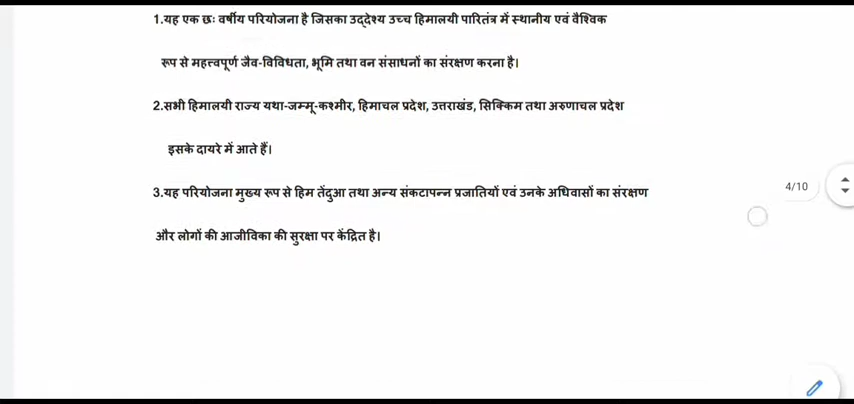 1.यह एक छः वर्षीय परियोजना है जिसका उद्देश्य उच्च हिमालयी पारितंत्र में स्थानीय एवं वैश्विक
रूप से महत्त्वपूर्ण जैव-विविधता, भूमि तथा वन संसाधनों का संरक्षण करना है।
2.सभी हिमालयी राज्य यथा-जम्मू-कश्मीर, हिमाचल प्रदेश, उत्तराखंड, सिक्किम तथा अरुणाचल प्रदेश
इसके दायरे में आते हैं।
3.यह परियोजना मुख्य रूप से हिम तेंदुआ तथा अन्य संकटापन्न प्रजातियों एवं उनके अधिवासों का संरक्षण
4/10
और लोगों की आजीविका की सुरक्षा पर केंद्रित है।